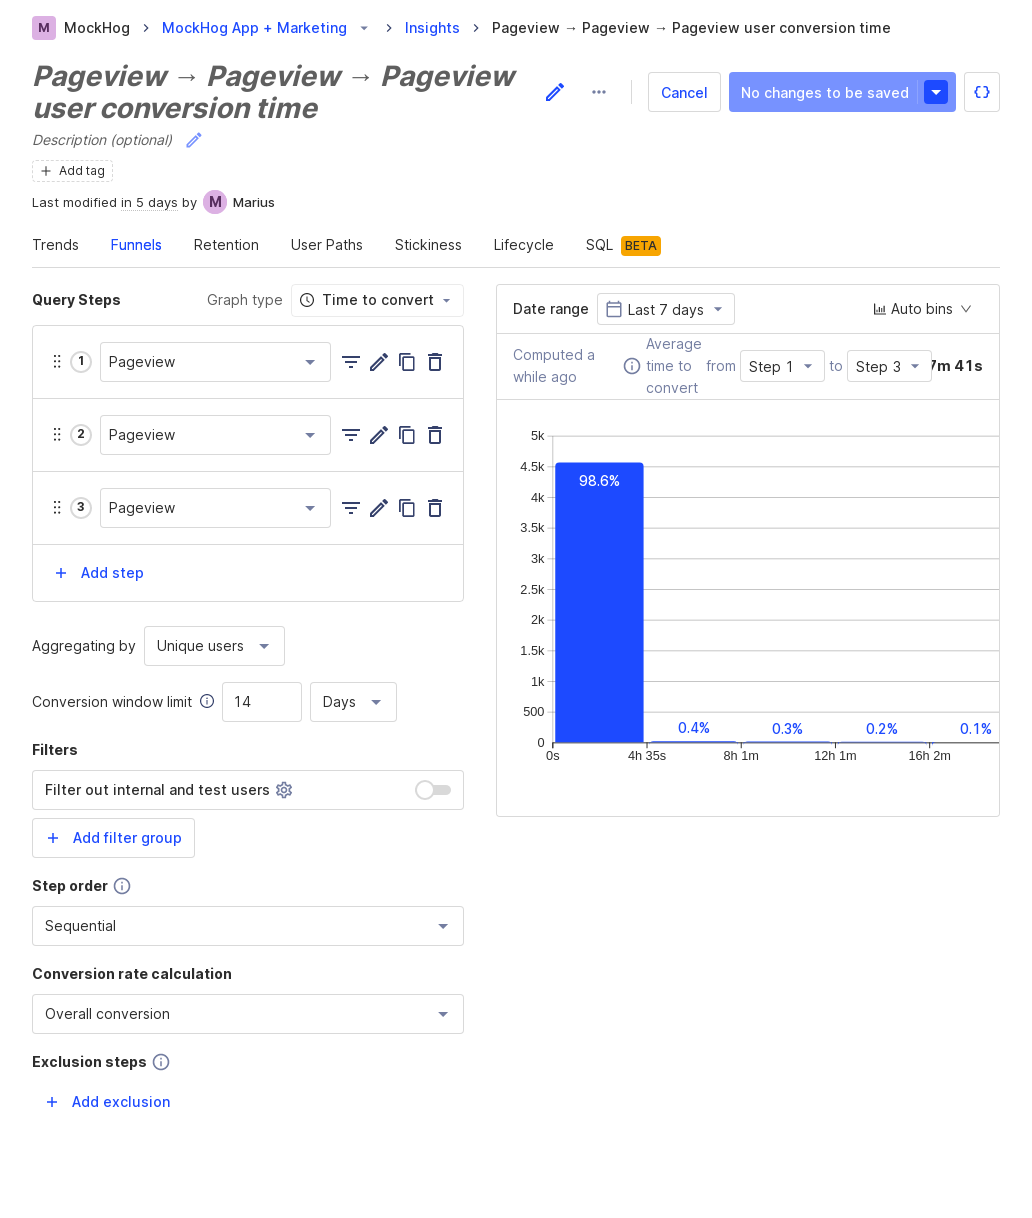 M MockHog > MockHog App + Marketing > Insights > Pageview → Pageview → Pageview user conversion time
Pageview → Pageview → Pageview
user conversion time
Cancel
No changes to be saved
Description (optional)
Add tag
Last modified in 5 days by M Marius
Trends Funnels Retention User Paths Stickiness Lifecycle SQL BETA
Query Steps Graph type Time to convert
1 Pageview
2 Pageview
3 Pageview
Add step
Aggregating by Unique users
Conversion window limit 14 Days
Filters
Filter out internal and test users
Add filter group
Step order
Sequential
Conversion rate calculation
Overall conversion
Exclusion steps
Add exclusion
Date range Last 7 days Auto bins
Computed a
while ago
Average
time to
convert
from Step 1 to Step 3 7m 41s
5k
4.5k
4k
3.5k
3k
2.5k
2k
1.5k
1k
500
0
98.6% 0.4% 0.3% 0.2% 0.1%
0s 4h 35s 8h 1m 12h 1m 16h 2m